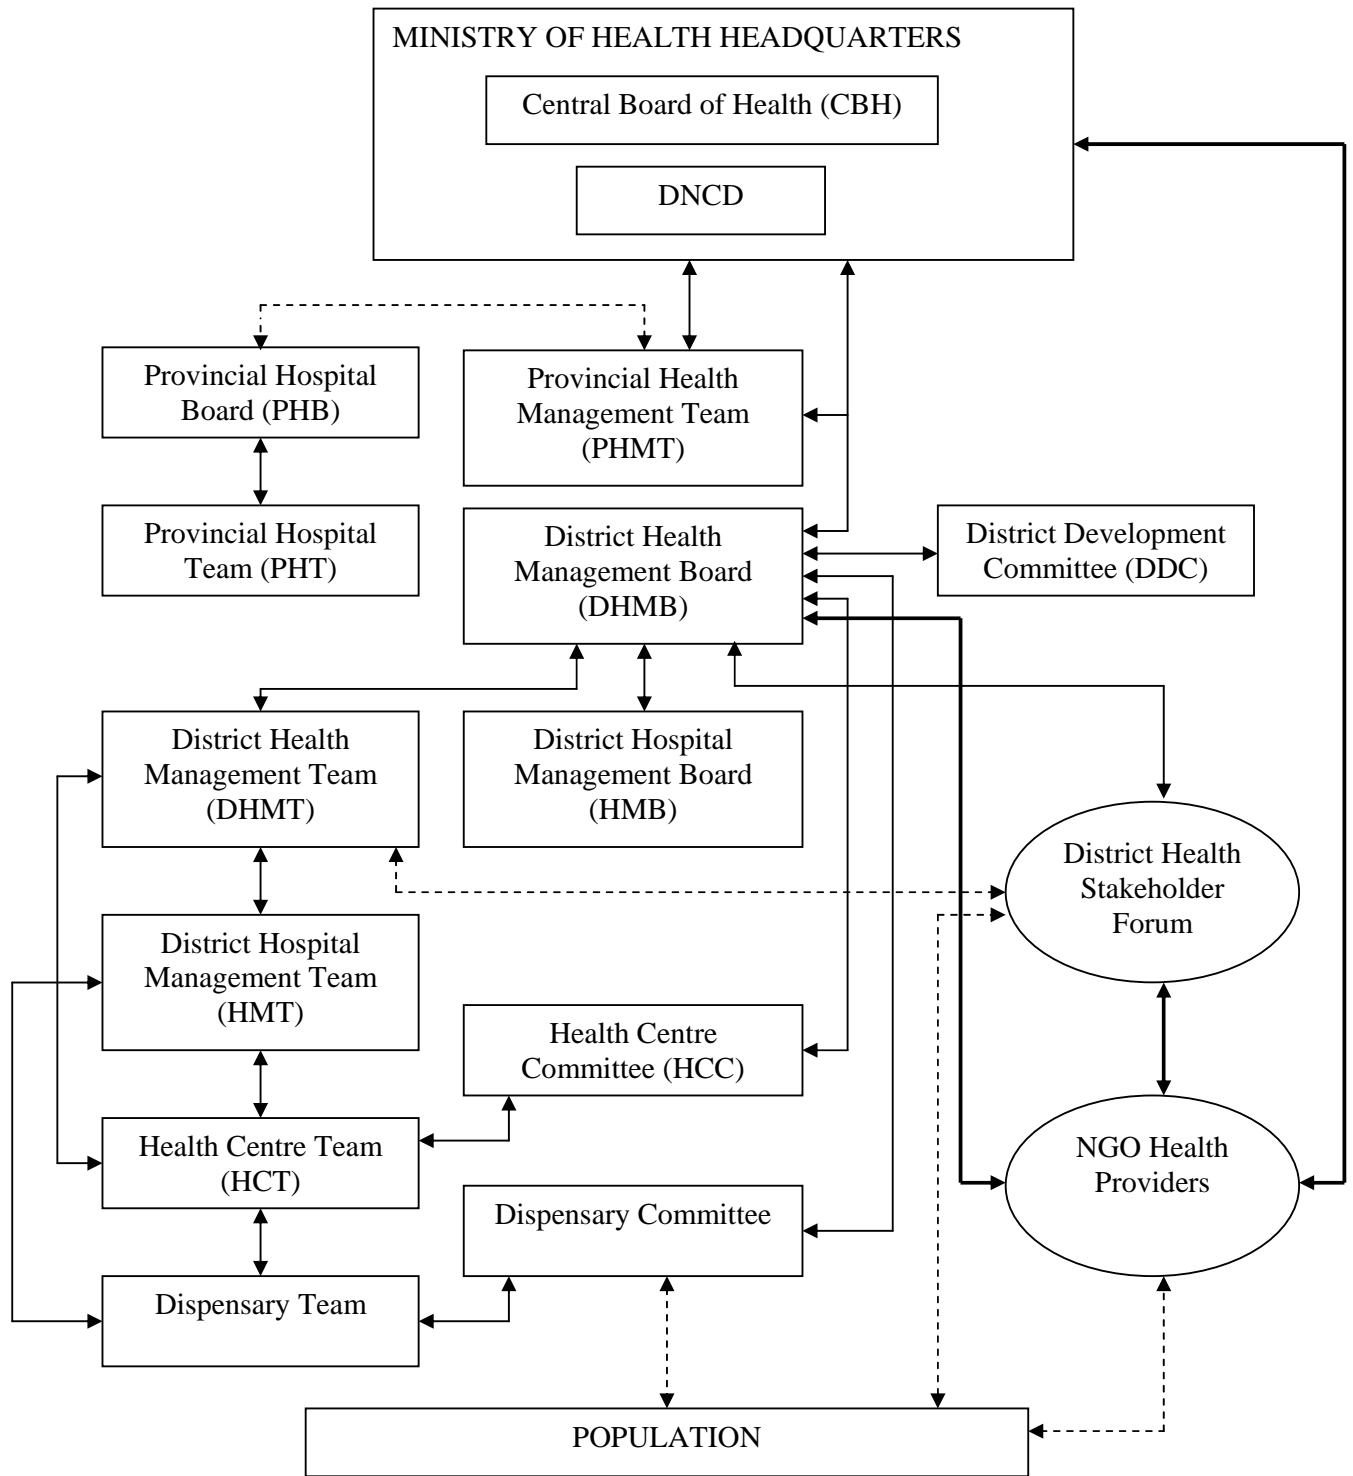 MINISTRY OF HEALTH HEADQUARTERS
Central Board of Health (CBH)
DNCD
Provincial Hospital
Board (PHB)
Provincial Health
Management Team
(PHMT)
Provincial Hospital
Team (PHT)
District Health
Management Board
(DHMB)
District Development
Committee (DDC)
District Health
Management Team
(DHMT)
District Hospital
Management Board
(HMB)
District Health
Stakeholder
Forum
District Hospital
Management Team
(HMT)
Health Centre
Committee (HCC)
Health Centre Team
(HCT)
NGO Health
Providers
Dispensary Committee
Dispensary Team
POPULATION